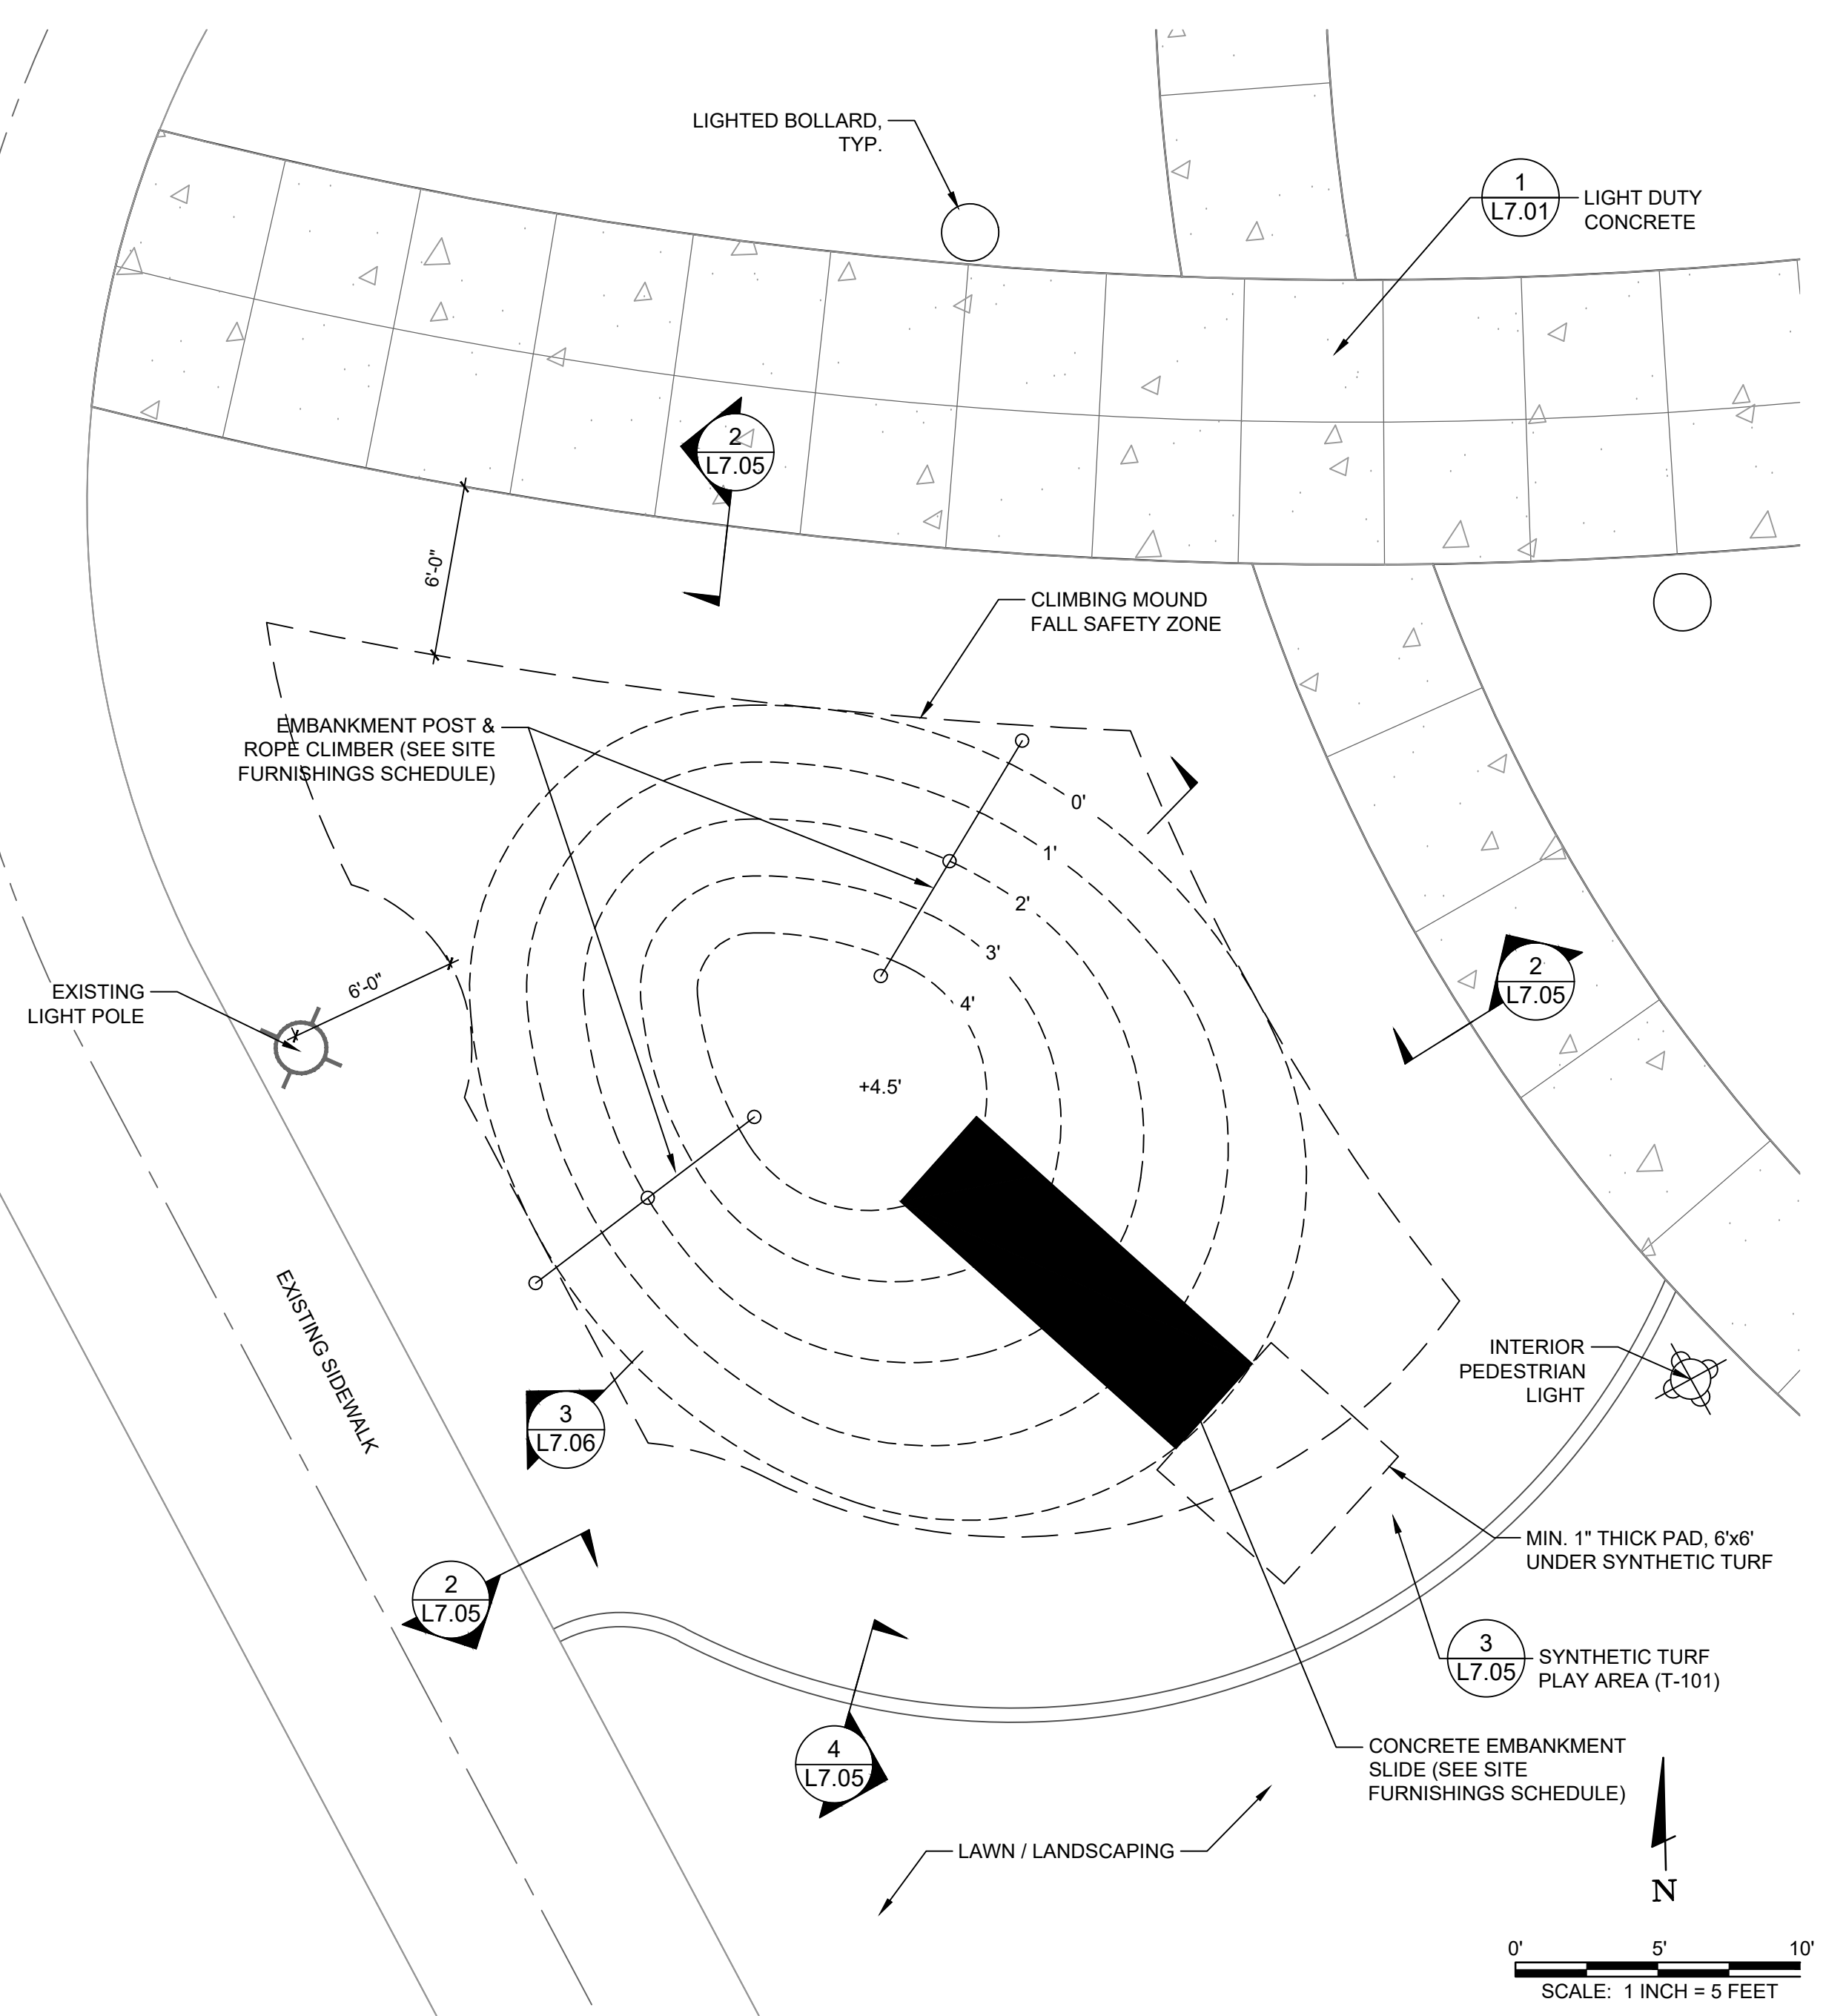 LIGHTED BOLLARD,
TYP.
1
L7.01
LIGHT DUTY
CONCRETE
2
L7.05
6'-0"
CLIMBING MOUND
FALL SAFETY ZONE
EMBANKMENT POST &
ROPE CLIMBER (SEE SITE
FURNISHINGS SCHEDULE)
0'
1'
2'
3'
4'
+4.5'
2
L7.05
EXISTING
LIGHT POLE
6'-0"
EXISTING SIDEWALK
INTERIOR
PEDESTRIAN
LIGHT
3
L7.06
MIN. 1" THICK PAD, 6'x6'
UNDER SYNTHETIC TURF
2
L7.05
3
L7.05
SYNTHETIC TURF
PLAY AREA (T-101)
4
L7.05
CONCRETE EMBANKMENT
SLIDE (SEE SITE
FURNISHINGS SCHEDULE)
LAWN / LANDSCAPING
N
0' 5' 10'
SCALE: 1 INCH = 5 FEET